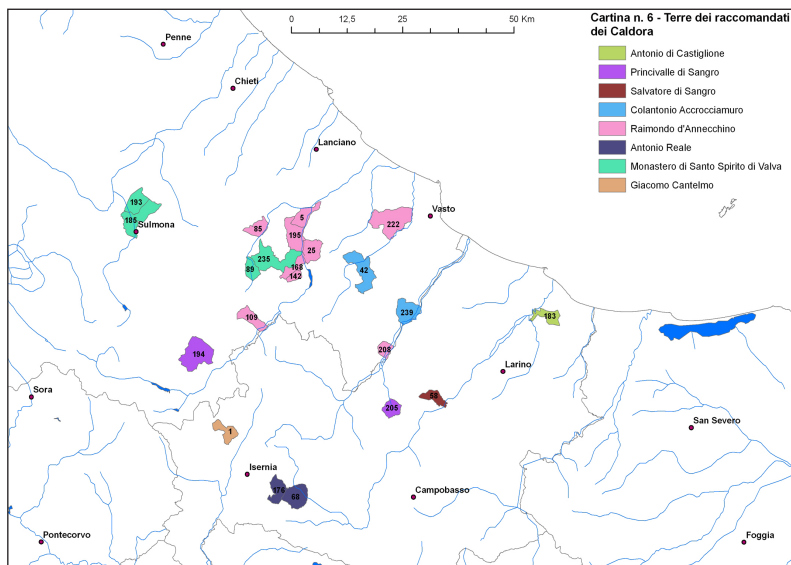 0 12,5 25 50 Km
Cartina n. 6 - Terre dei raccomandati
dei Caldora
Antonio di Castiglione
Princivalle di Sangro
Salvatore di Sangro
Colantonio Accrocciamuro
Raimondo d'Annecchino
Antonio Reale
Monastero di Santo Spirito di Valva
Giacomo Cantelmo
Penne
Chieti
Lanciano
193
185
Sulmona
5
85
195
222
Vasto
25
235
89
168
142
42
109
239
183
208
194
Larino
Sora
58
205
San Severo
1
Isernia
176
68
Campobasso
Pontecorvo
Foggia